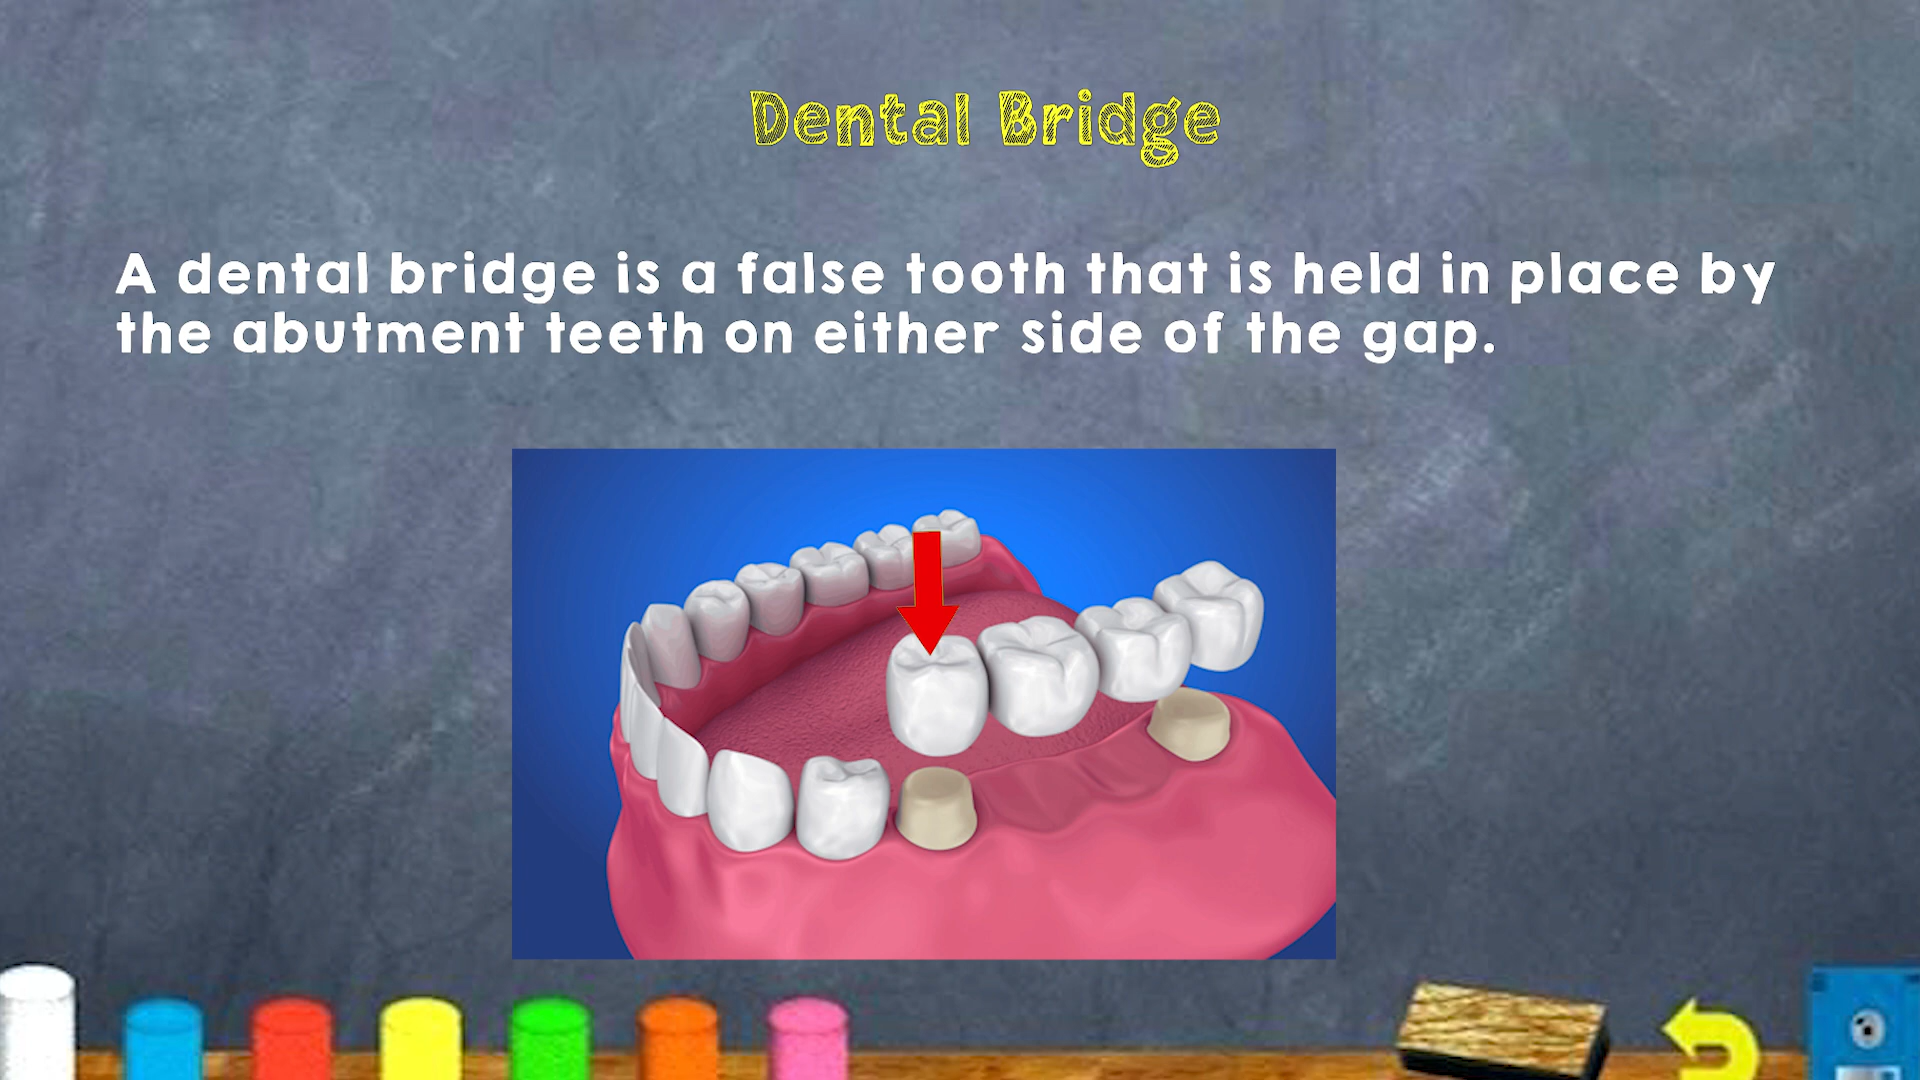 Dental Bridge
A dental bridge is a false tooth that is held in place by
the abutment teeth on either side of the gap.